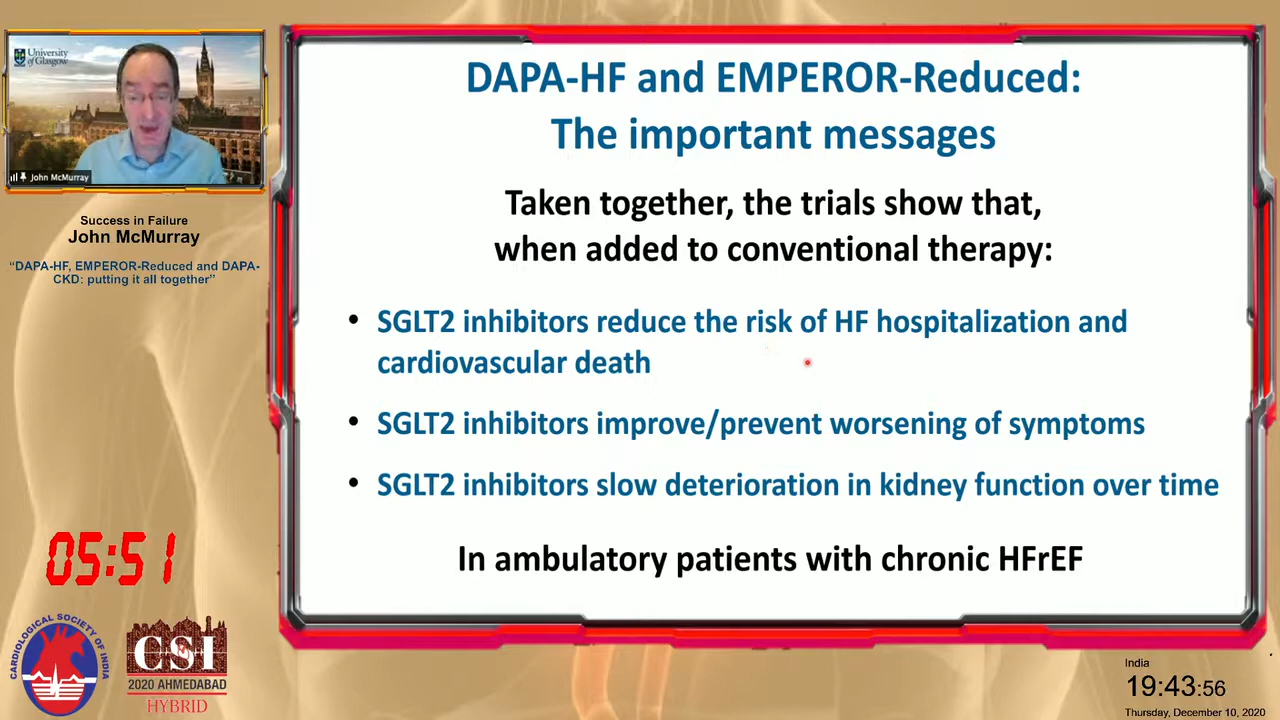 University
of Glasgow
John McMurray
Success in Failure
John McMurray
“DAPA-HF, EMPEROR-Reduced and DAPA-
CKD: putting it all together”
DAPA-HF and EMPEROR-Reduced:
The important messages
Taken together, the trials show that,
when added to conventional therapy:
• SGLT2 inhibitors reduce the risk of HF hospitalization and
cardiovascular death
• SGLT2 inhibitors improve/prevent worsening of symptoms
• SGLT2 inhibitors slow deterioration in kidney function over time
In ambulatory patients with chronic HFrEF
05:51
CARDIOLOGICAL SOCIETY OF INDIA
CSI
2020 AHMEDABAD
HYBRID
India
19:43:56
Thursday, December 10, 2020